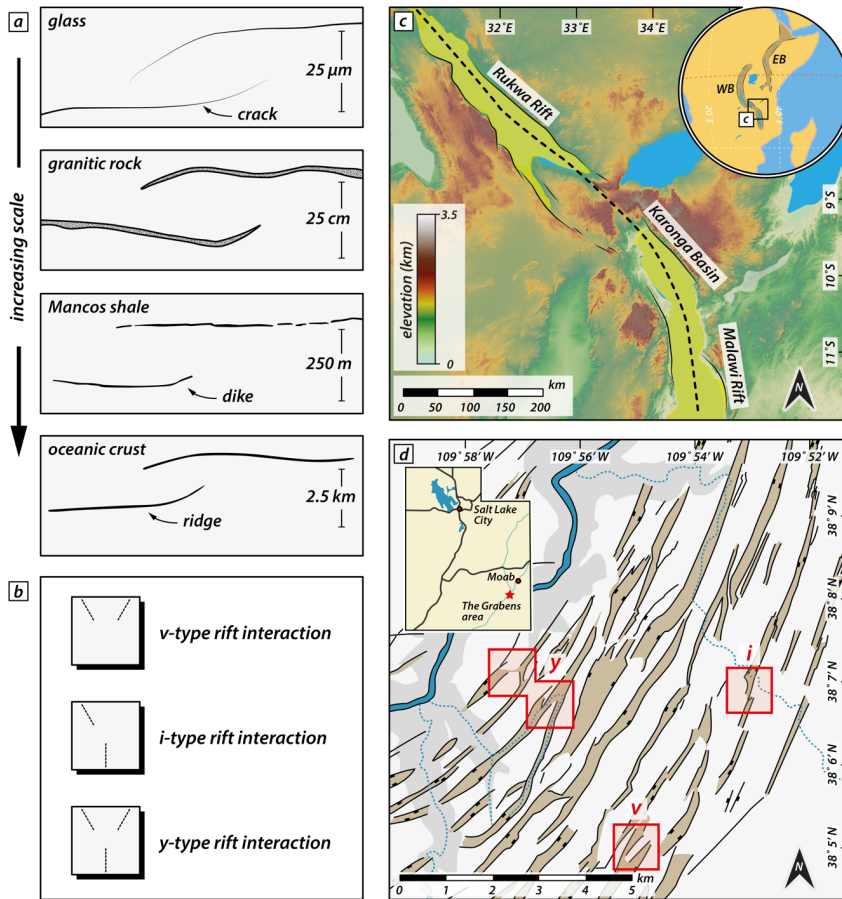 a
glass
25 µm
crack
granitic rock
25 cm
increasing scale
Mancos shale
250 m
dike
oceanic crust
2.5 km
ridge
b
v-type rift interaction
i-type rift interaction
y-type rift interaction
c
32°E
33°E
34°E
EB
WB
c
20°E
40°E
Rukwa Rift
9°S
3.5
elevation (km)
0
Karonga Basin
10°S
Malawi Rift
11°S
km
0 50 100 150 200
N
d
109° 58' W
109° 56' W
109° 54' W
109° 52' W
Salt Lake
City
Moab
The Grabens
area
38° 9' N
38° 8' N
y
i
38° 7' N
38° 6' N
v
38° 5' N
km
0 1 2 3 4 5
N